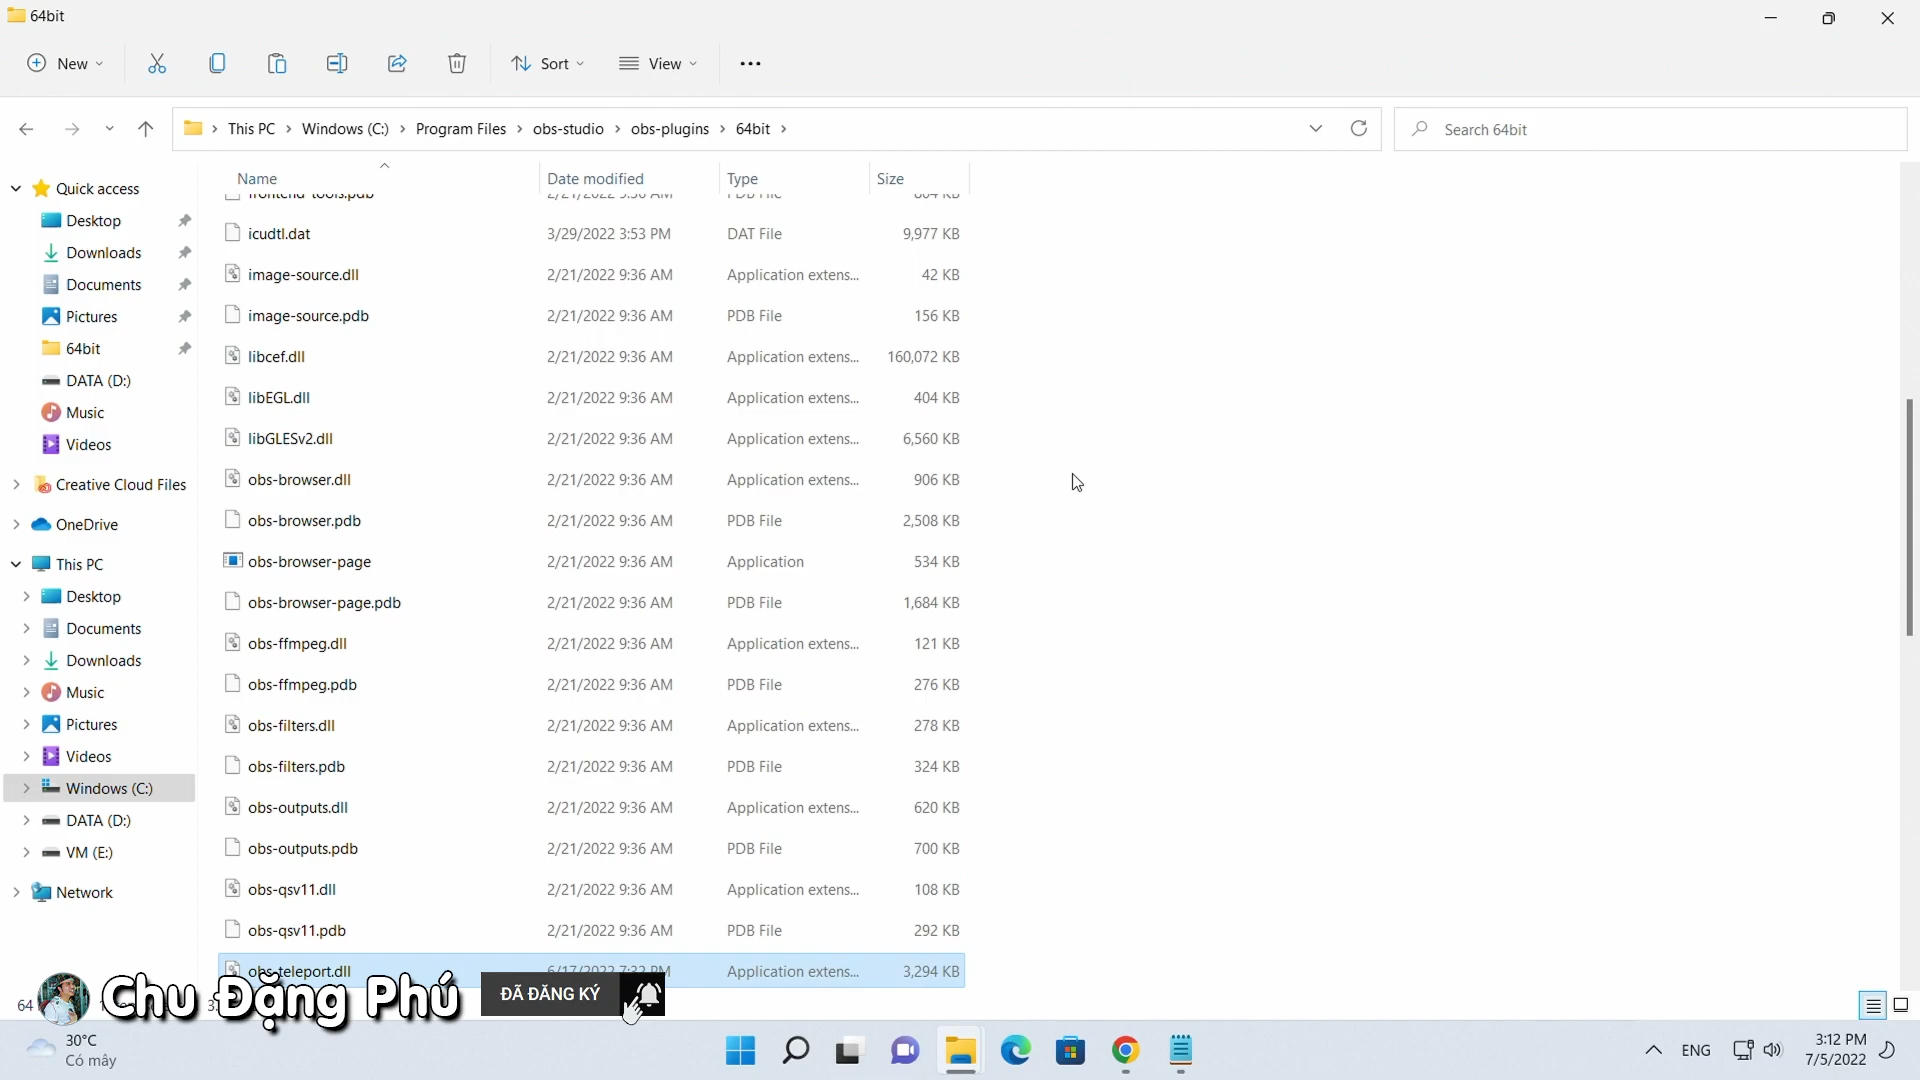 64bit
New
Sort
View
This PC
Windows (C:)
Program Files
obs-studio
obs-plugins
64bit
Search 64bit
Name
Date modified
Type
Size
Quick access
Desktop
Downloads
Documents
Pictures
64bit
DATA (D:)
Music
Videos
Creative Cloud Files
OneDrive
This PC
Desktop
Documents
Downloads
Music
Pictures
Videos
Windows (C:)
DATA (D:)
VM (E:)
Network
frontend-tools.pdb 2/21/2022 9:36 AM PDB File 804 KB
icudtl.dat 3/29/2022 3:53 PM DAT File 9,977 KB
image-source.dll 2/21/2022 9:36 AM Application extens... 42 KB
image-source.pdb 2/21/2022 9:36 AM PDB File 156 KB
libcef.dll 2/21/2022 9:36 AM Application extens... 160,072 KB
libEGL.dll 2/21/2022 9:36 AM Application extens... 404 KB
libGLESv2.dll 2/21/2022 9:36 AM Application extens... 6,560 KB
obs-browser.dll 2/21/2022 9:36 AM Application extens... 906 KB
obs-browser.pdb 2/21/2022 9:36 AM PDB File 2,508 KB
obs-browser-page 2/21/2022 9:36 AM Application 534 KB
obs-browser-page.pdb 2/21/2022 9:36 AM PDB File 1,684 KB
obs-ffmpeg.dll 2/21/2022 9:36 AM Application extens... 121 KB
obs-ffmpeg.pdb 2/21/2022 9:36 AM PDB File 276 KB
obs-filters.dll 2/21/2022 9:36 AM Application extens... 278 KB
obs-filters.pdb 2/21/2022 9:36 AM PDB File 324 KB
obs-outputs.dll 2/21/2022 9:36 AM Application extens... 620 KB
obs-outputs.pdb 2/21/2022 9:36 AM PDB File 700 KB
obs-qsv11.dll 2/21/2022 9:36 AM Application extens... 108 KB
obs-qsv11.pdb 2/21/2022 9:36 AM PDB File 292 KB
obs-teleport.dll 6/17/2022 7:32 PM Application extens... 3,294 KB
64
Chu Đặng Phú
ĐÃ ĐĂNG KÝ
30°C
Có mây
ENG
3:12 PM
7/5/2022